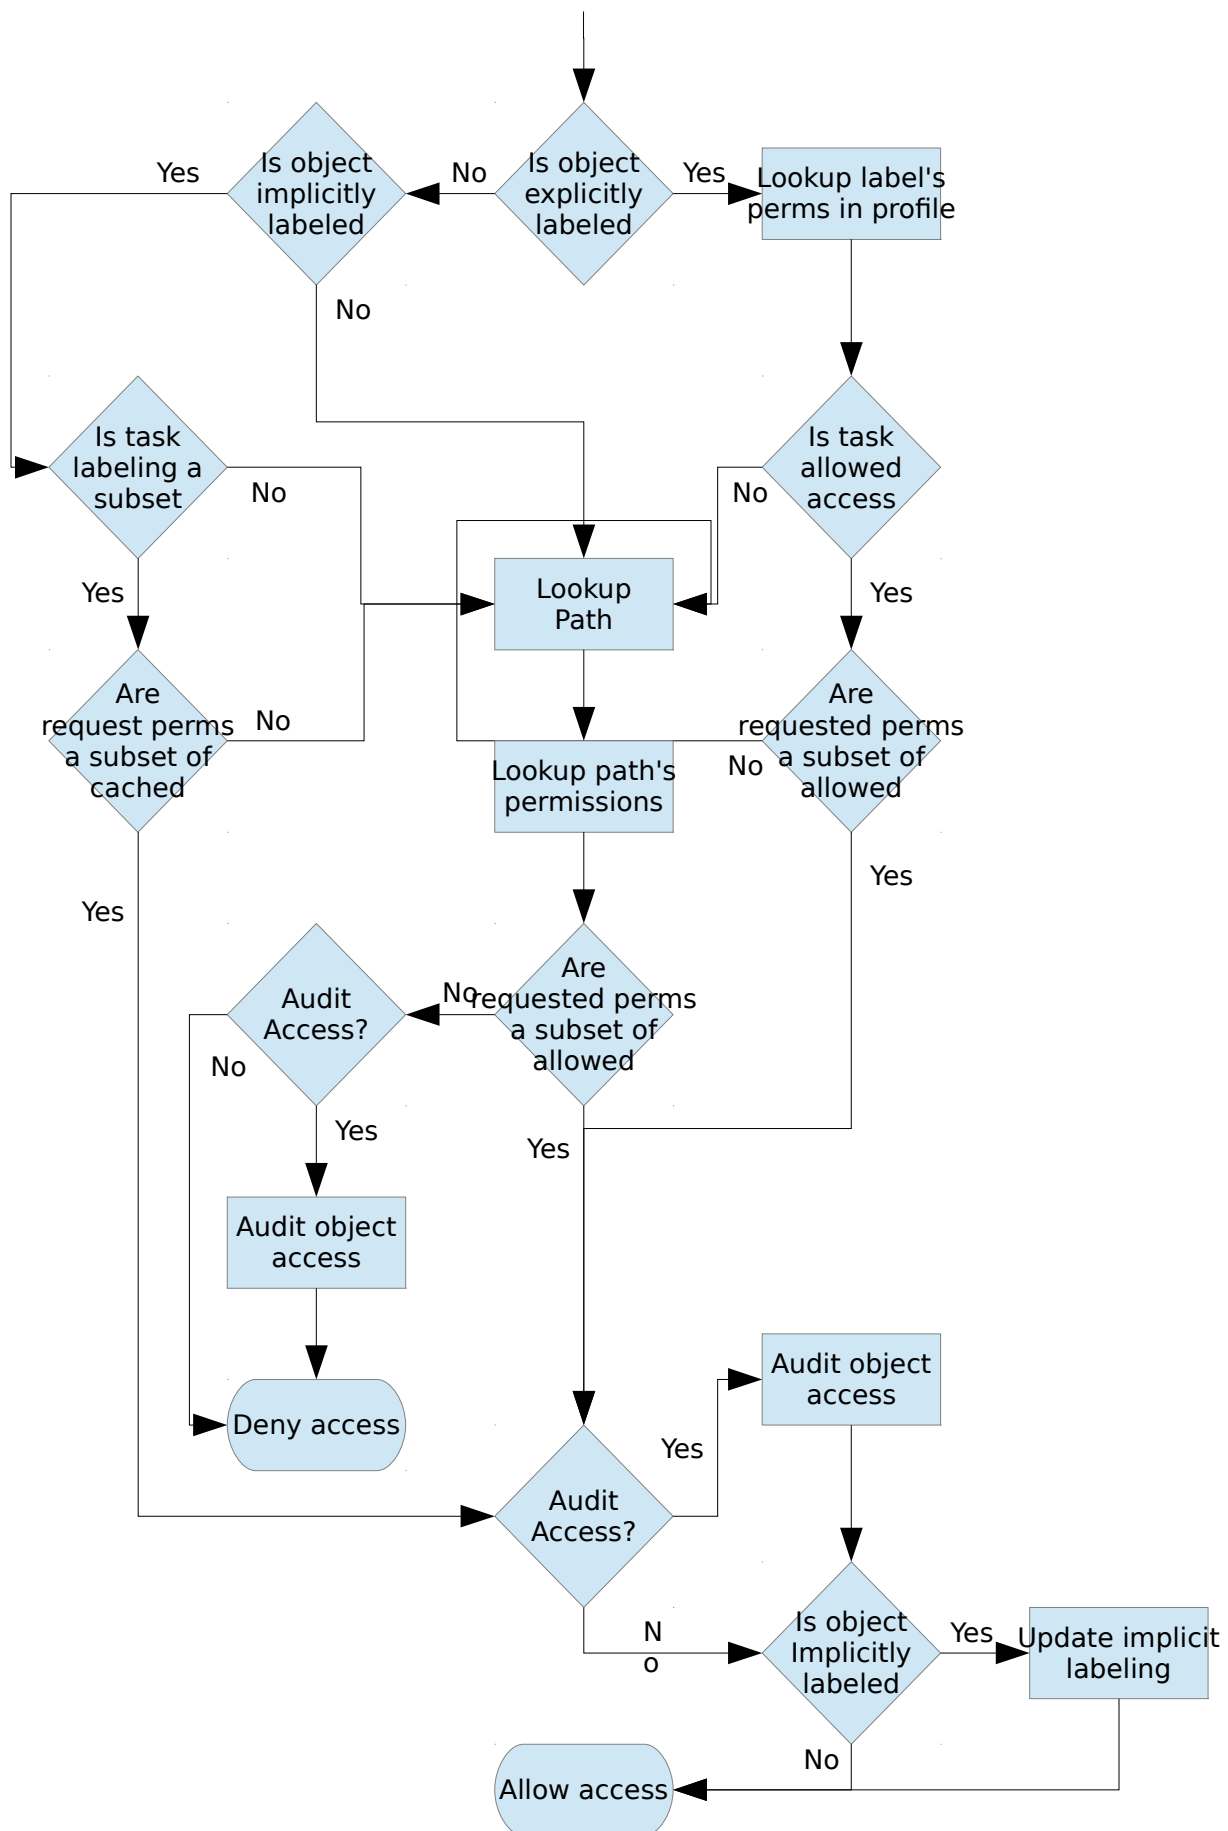 Yes
Is object
implicitly
labeled
No
Is object
explicitly
labeled
Yes
Lookup label's
perms in profile
No
Is task
labeling a
subset
No
Is task
allowed
access
No
Yes
Lookup
Path
Yes
Are
request perms
a subset of
cached
No
Lookup path's
permissions
No
Are
requested perms
a subset of
allowed
Yes
Yes
Audit
Access?
No
Are
requested perms
a subset of
allowed
No
Yes
Yes
Audit object
access
Deny access
Audit object
access
Yes
Audit
Access?
N
o
Is object
Implicitly
labeled
Yes
Update implicit
labeling
No
Allow access